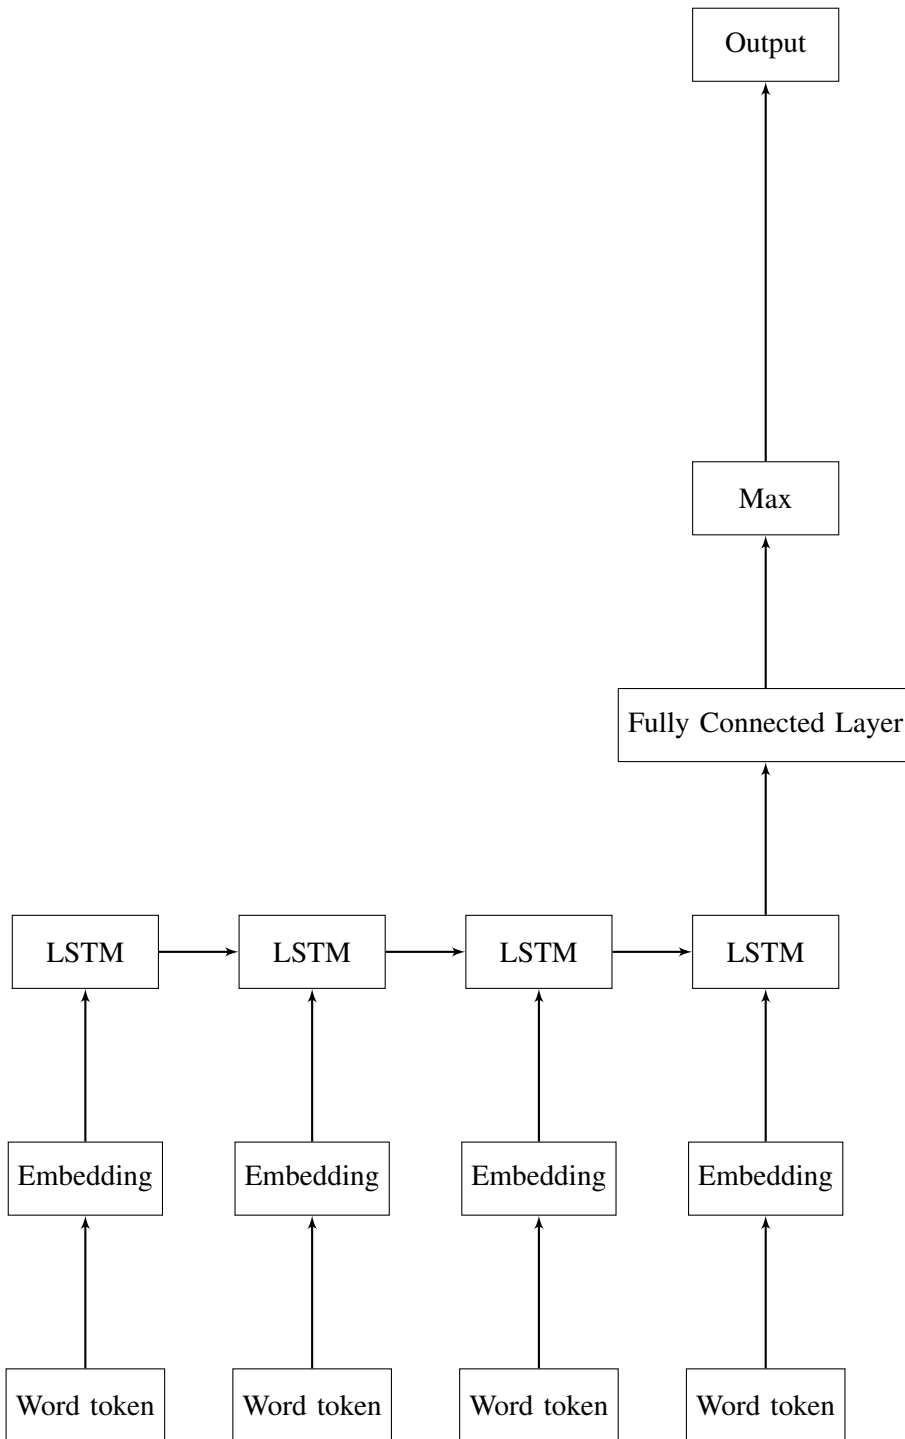 Output
Max
Fully Connected Layer
LSTM LSTM LSTM LSTM
Embedding Embedding Embedding Embedding
Word token Word token Word token Word token